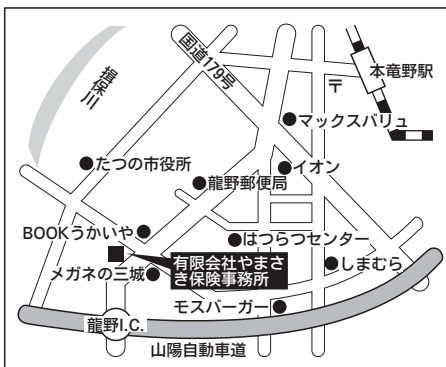 国道179号
本竜野駅
〒
揖保川
マックスバリュ
たつの市役所
イオン
龍野郵便局
BOOKうかいや
はつらつセンター
有限会社やまさ
き保険事務所
メガネの三城
しまむら
モスバーガー
龍野I.C.
山陽自動車道